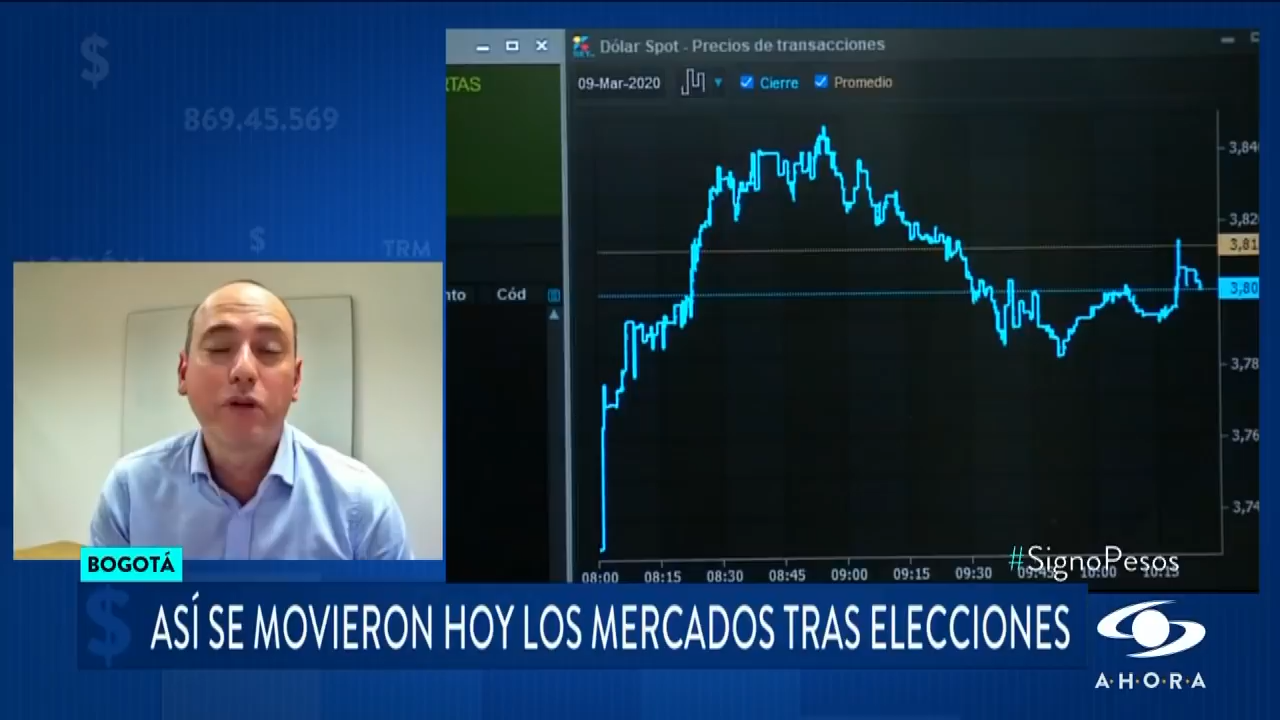 $
869.45.569
$
TRM
RTAS
Cód
Dólar Spot - Precios de transacciones
09-Mar-2020
Cierre
Promedio
3,84
3,82
3,81
3,80
3,78
3,76
3,74
08:00 08:15 08:30 08:45 09:00 09:15 09:30 09:45 10:00 10:15
#SignoPesos
BOGOTÁ
$
ASÍ SE MOVIERON HOY LOS MERCADOS TRAS ELECCIONES
AHORA